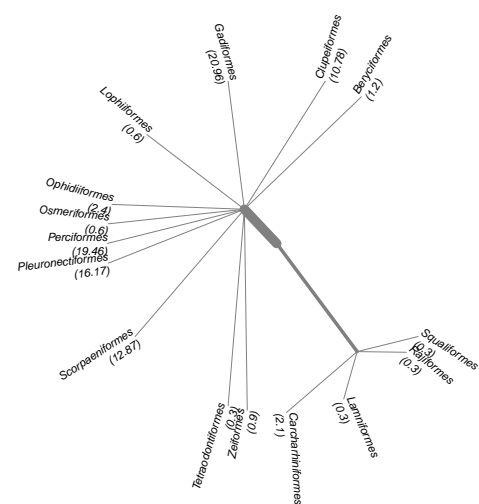 Gadiformes
(20.96)
Clupeiformes
(10.78)
Beryciformes
(1.2)
Lophiiformes
(0.6)
Ophidiiformes
(2.4)
Osmeriformes
(0.6)
Perciformes
(19.46)
Pleuronectiformes
(16.17)
Scorpaeniformes
(12.87)
Tetraodontiformes
(0.3)
Zeiformes
(0.9)
Carcharhiniformes
(2.1)
Lamniformes
(0.3)
Rajiformes
(0.3)
Squaliformes
(0.3)